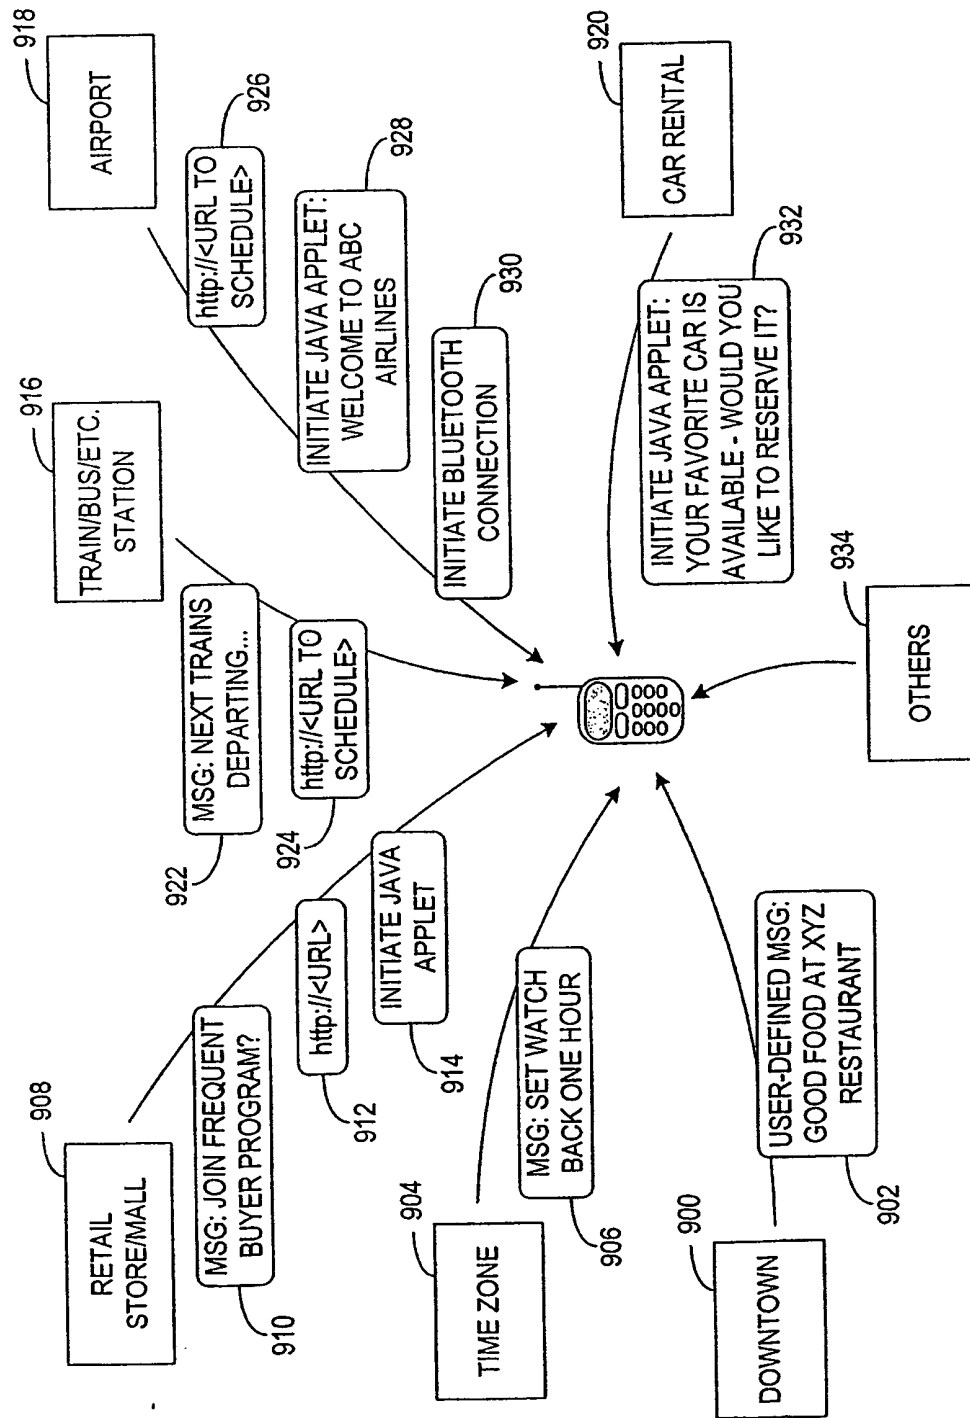 908
RETAIL
STORE/MALL
MSG: JOIN FREQUENT
BUYER PROGRAM?
910
http://<URL>
912
INITIATE JAVA
APPLET
914
916
TRAIN/BUS/ETC.
STATION
MSG: NEXT TRAINS
DEPARTING...
922
http://<URL TO
SCHEDULE>
924
918
AIRPORT
http://<URL TO
SCHEDULE>
926
INITIATE JAVA APPLET:
WELCOME TO ABC
AIRLINES
928
INITIATE BLUETOOTH
CONNECTION
930
904
TIME ZONE
MSG: SET WATCH
BACK ONE HOUR
906
920
CAR RENTAL
INITIATE JAVA APPLET:
YOUR FAVORITE CAR IS
AVAILABLE - WOULD YOU
LIKE TO RESERVE IT?
932
900
DOWNTOWN
USER-DEFINED MSG:
GOOD FOOD AT XYZ
RESTAURANT
902
934
OTHERS